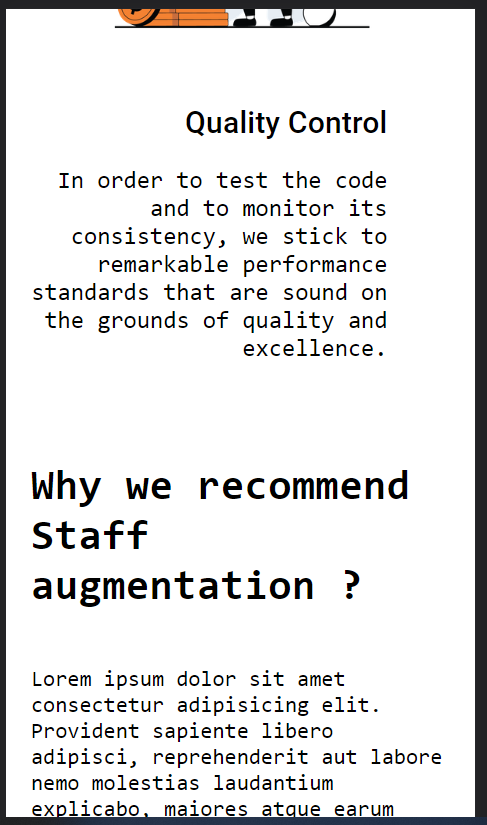 Quality Control
In order to test the code
and to monitor its
consistency, we stick to
remarkable performance
standards that are sound on
the grounds of quality and
excellence.
Why we recommend
Staff
augmentation ?
Lorem ipsum dolor sit amet
consectetur adipisicing elit.
Provident sapiente libero
adipisci, reprehenderit aut labore
nemo molestias laudantium
explicabo, maiores atque earum